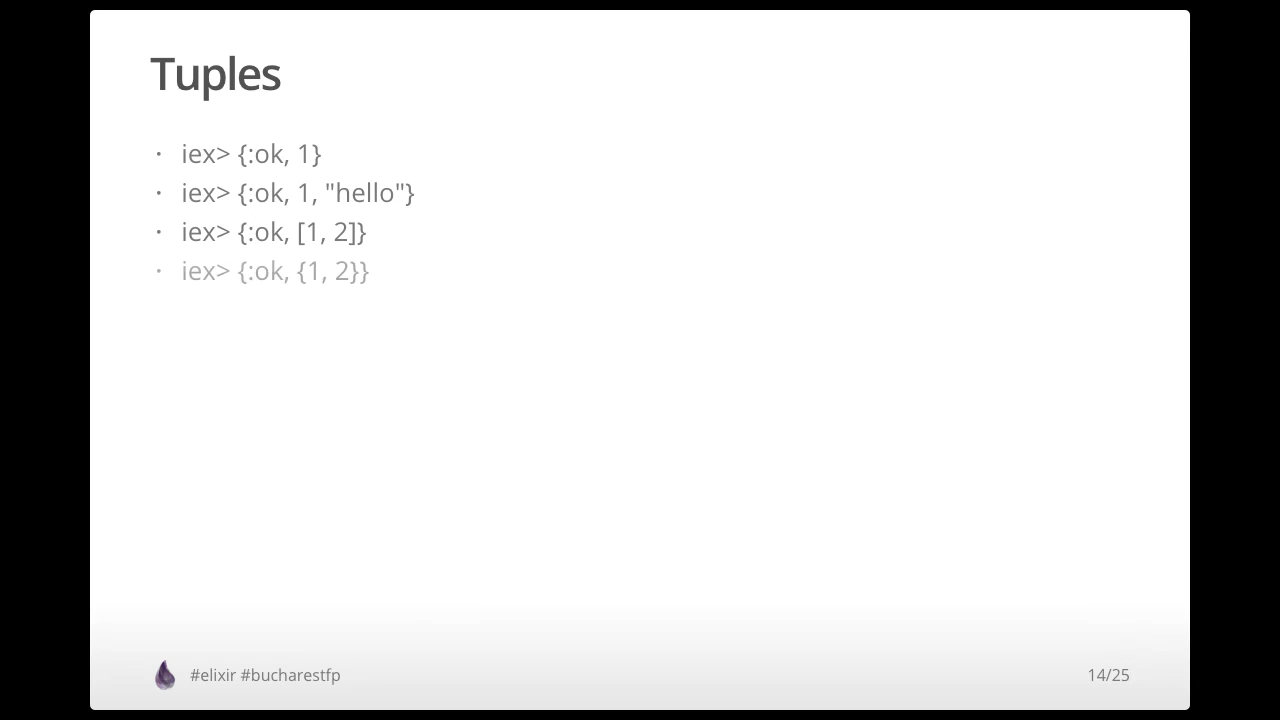 Tuples
· iex> {:ok, 1}
· iex> {:ok, 1, "hello"}
· iex> {:ok, [1, 2]}
· iex> {:ok, {1, 2}}
#elixir #bucharestfp
14/25